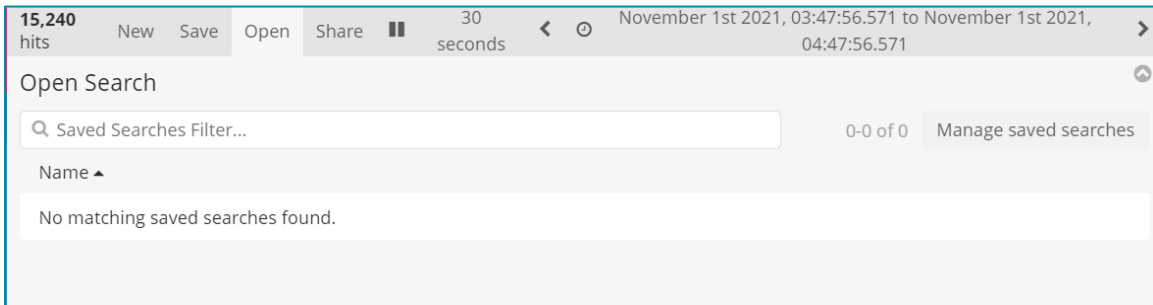 15,240 hits New Save Open Share 30 seconds November 1st 2021, 03:47:56.571 to November 1st 2021, 04:47:56.571
Open Search
Saved Searches Filter... 0-0 of 0 Manage saved searches
Name
No matching saved searches found.